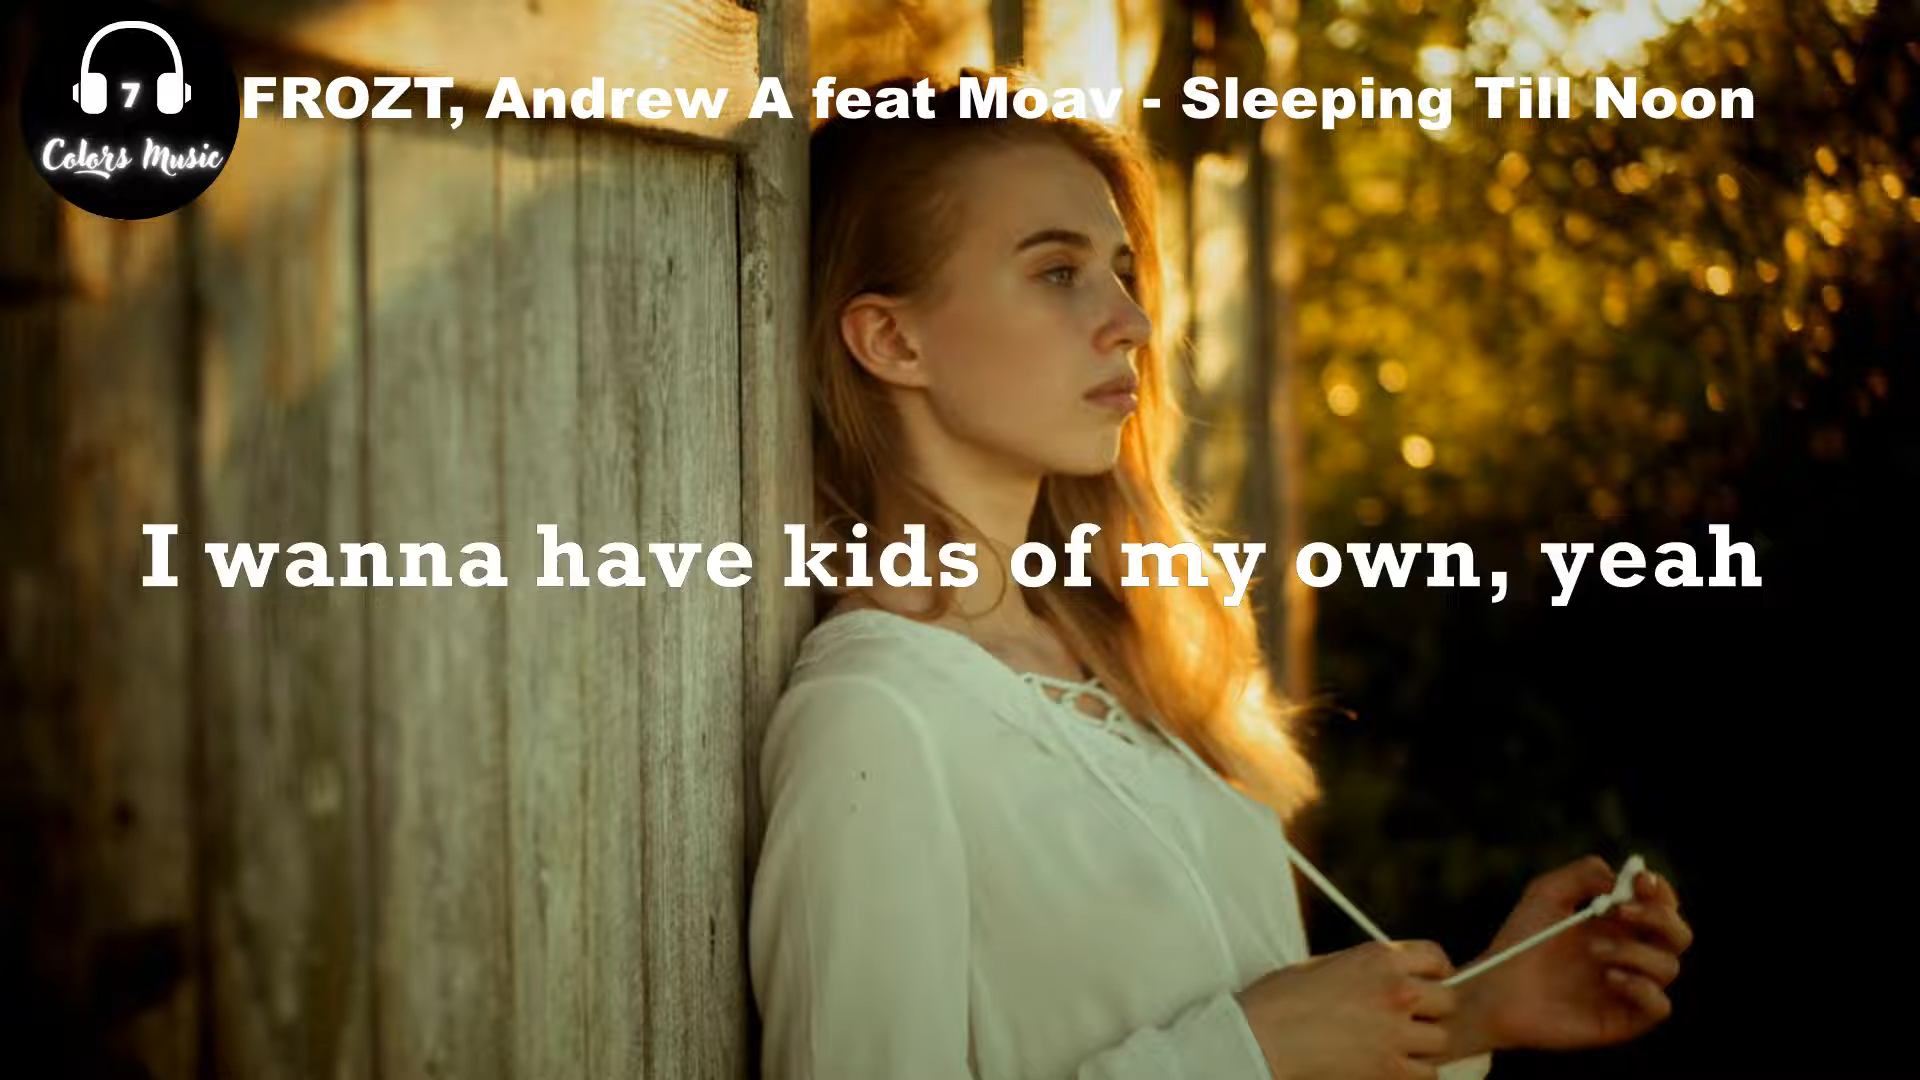 7
Colors Music
FROZT, Andrew A feat Moav - Sleeping Till Noon
I wanna have kids of my own, yeah